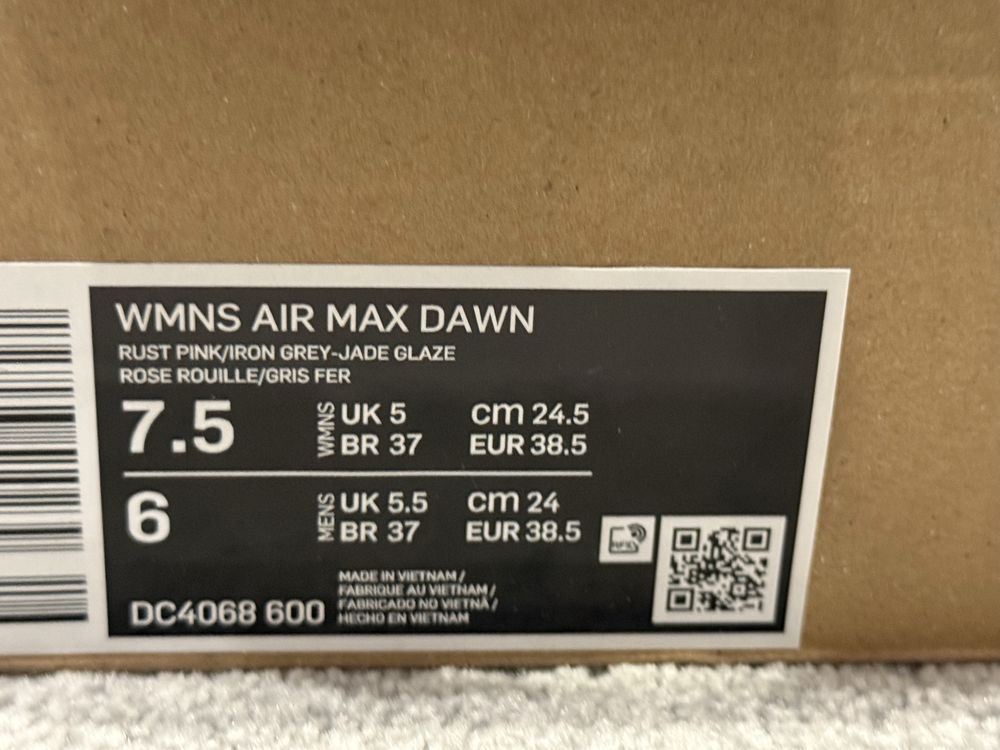 WMNS AIR MAX DAWN
RUST PINK/IRON GREY-JADE GLAZE
ROSE ROUILLE/GRIS FER
7.5 WMNS UK 5 cm 24.5
BR 37 EUR 38.5
6 MENS UK 5.5 cm 24
BR 37 EUR 38.5
MADE IN VIETNAM /
FABRIQUE AU VIETNAM /
FABRICADO NO VIETNÃ /
HECHO EN VIETNAM
DC4068 600
RFID